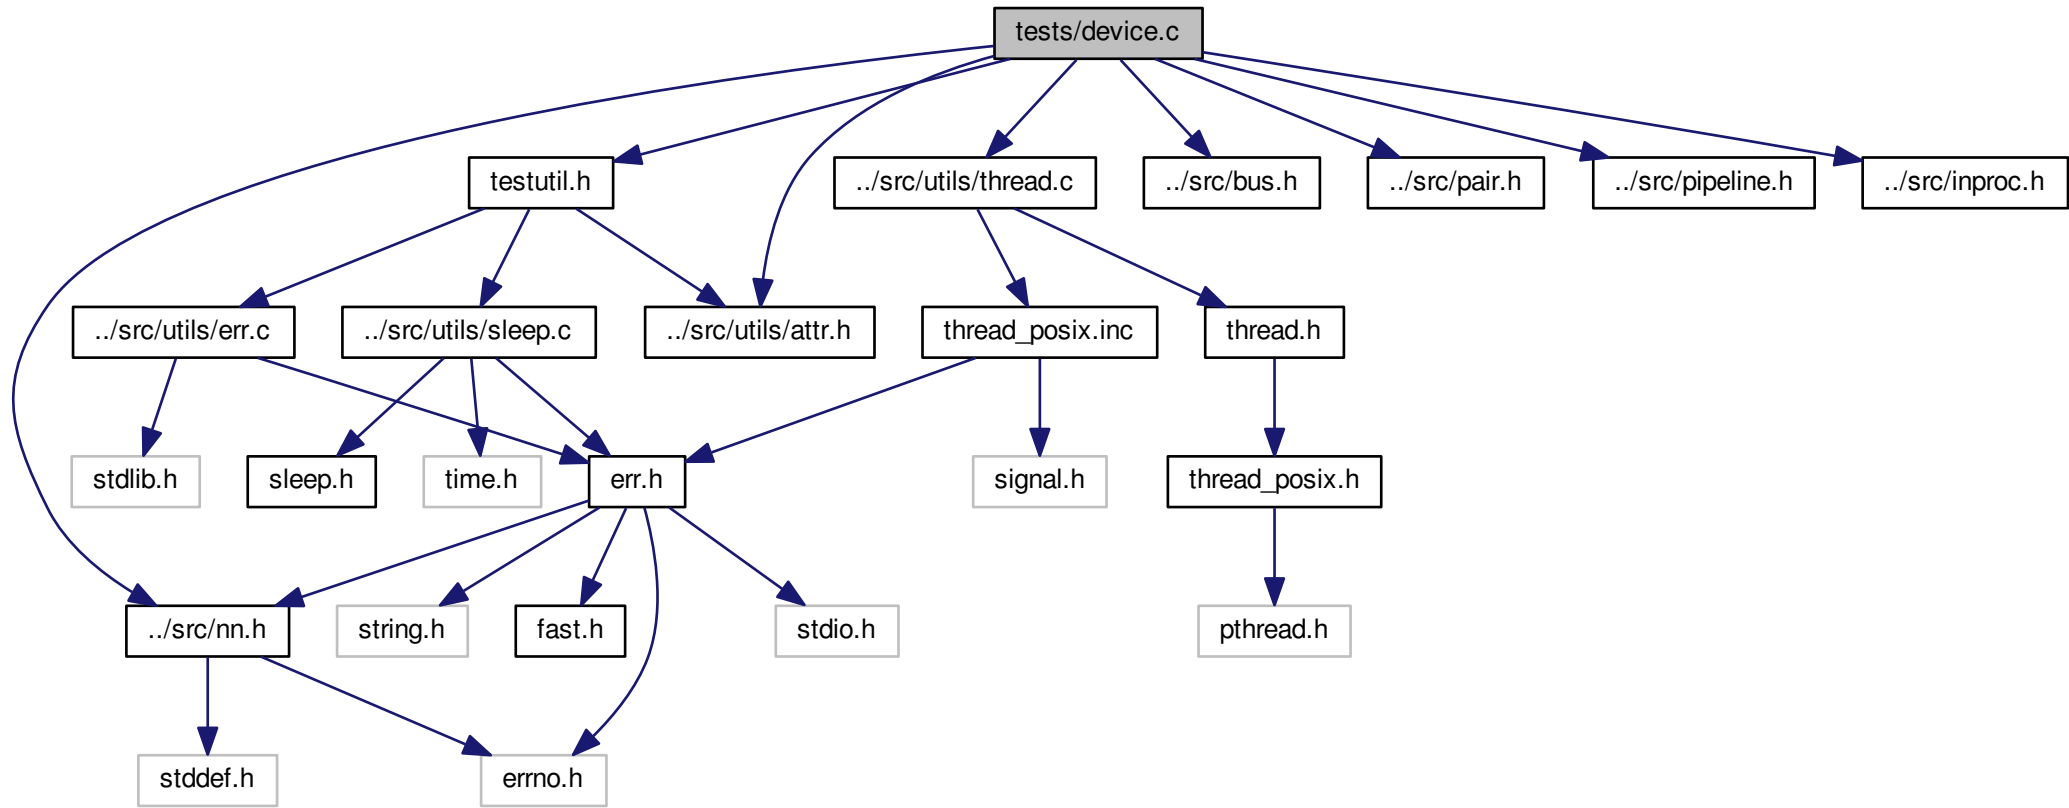 tests/device.c
testutil.h
../src/utils/thread.c
../src/bus.h
../src/pair.h
../src/pipeline.h
../src/inproc.h
../src/utils/err.c
../src/utils/sleep.c
../src/utils/attr.h
thread_posix.inc
thread.h
stdlib.h
sleep.h
time.h
err.h
signal.h
thread_posix.h
../src/nn.h
string.h
fast.h
stdio.h
pthread.h
stddef.h
errno.h